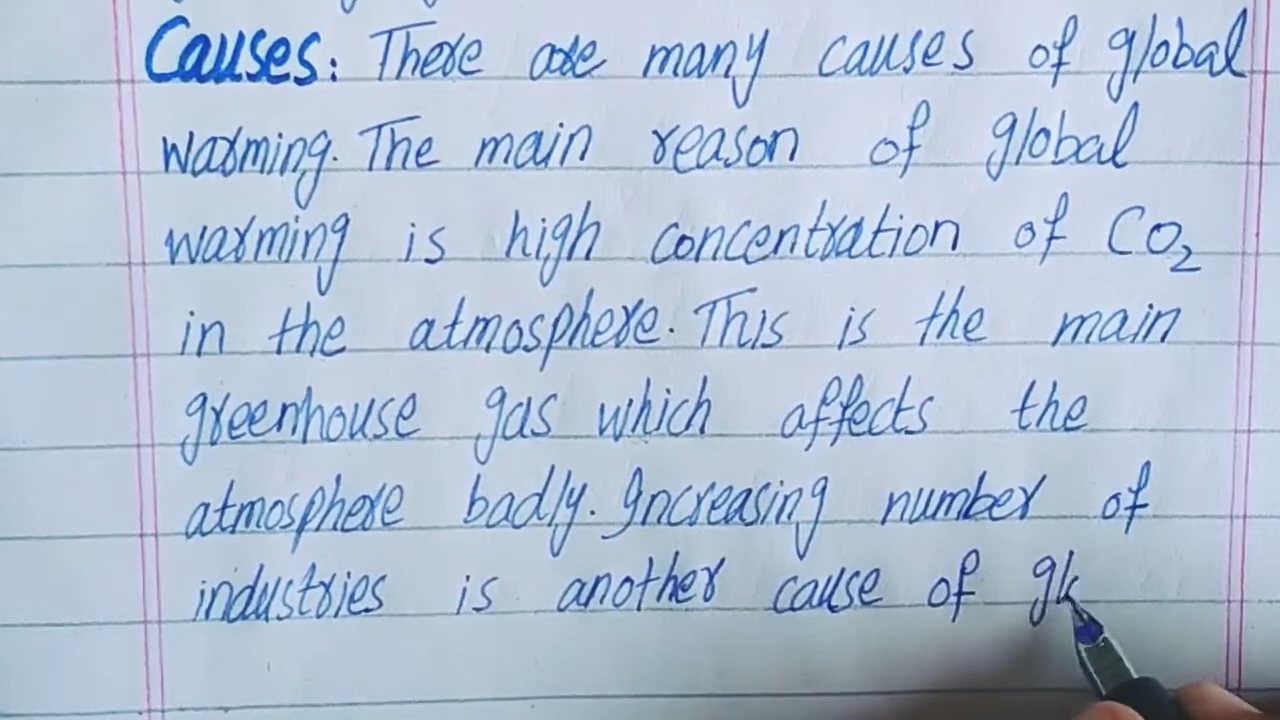 Causes: There are many causes of global
warming. The main reason of global
warming is high concentration of CO₂
in the atmosphere. This is the main
greenhouse gas which affects the
atmosphere badly. Increasing number of
industries is another cause of gl